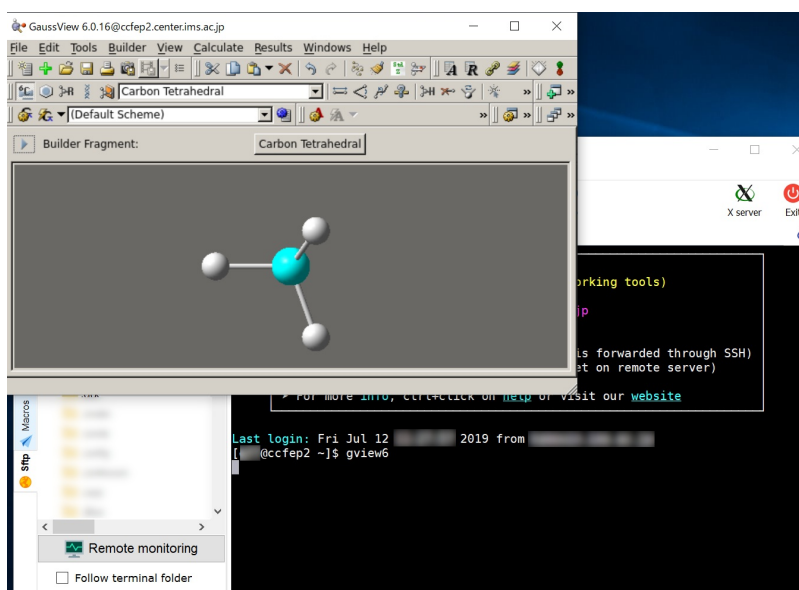 GaussView 6.0.16@ccfep2.center.ims.ac.jp
File Edit Tools Builder View Calculate Results Windows Help
Carbon Tetrahedral
(Default Scheme)
Builder Fragment: Carbon Tetrahedral
X server Exit
orking tools)
jp
is forwarded through SSH)
et on remote server)
➤ For more info, ctrl+click on help or visit our website
Macros
Sftp
Last login: Fri Jul 12 2019 from
[ @ccfep2 ~]$ gview6
Remote monitoring
Follow terminal folder